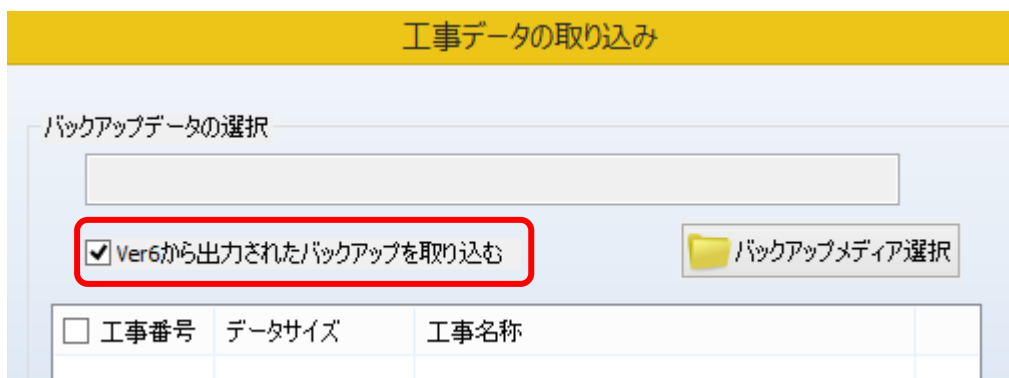 工事データの取り込み
バックアップデータの選択
Ver6から出力されたバックアップを取り込む
バックアップメディア選択
工事番号 データサイズ 工事名称